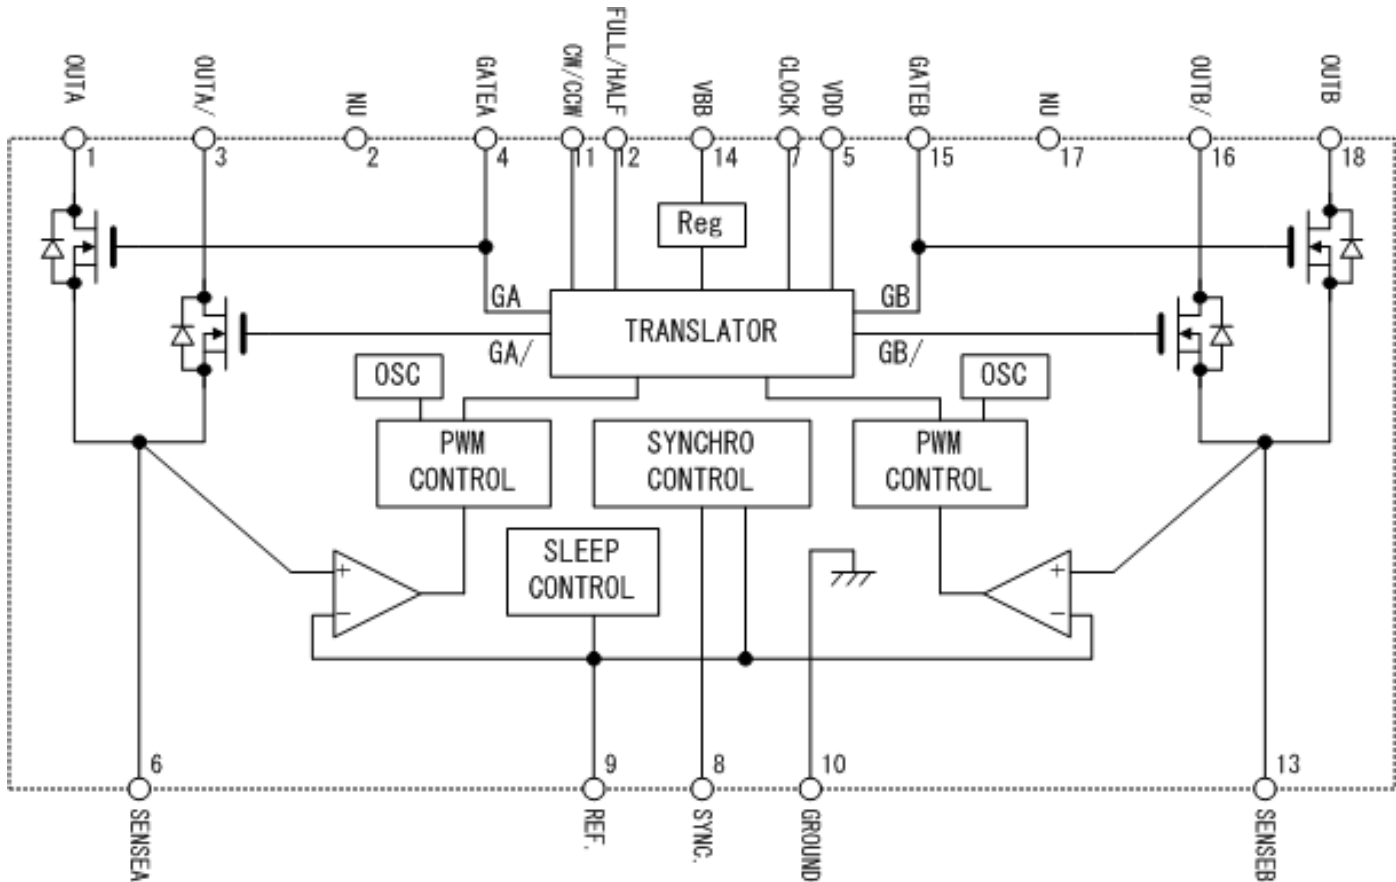 OUTA
OUTA/
NU
GATEA
CW/CCW
FULL/HALF
VBB
CLOCK
VDD
GATEB
NU
OUTB/
OUTB
1
3
2
4
11
12
14
7
5
15
17
16
18
Reg
GA
GB
TRANSLATOR
GA/
GB/
OSC
OSC
PWM
CONTROL
SYNCHRO
CONTROL
PWM
CONTROL
SLEEP
CONTROL
+
−
+
−
6
9
8
10
13
SENSEA
REF.
SYNC.
GROUND
SENSEB